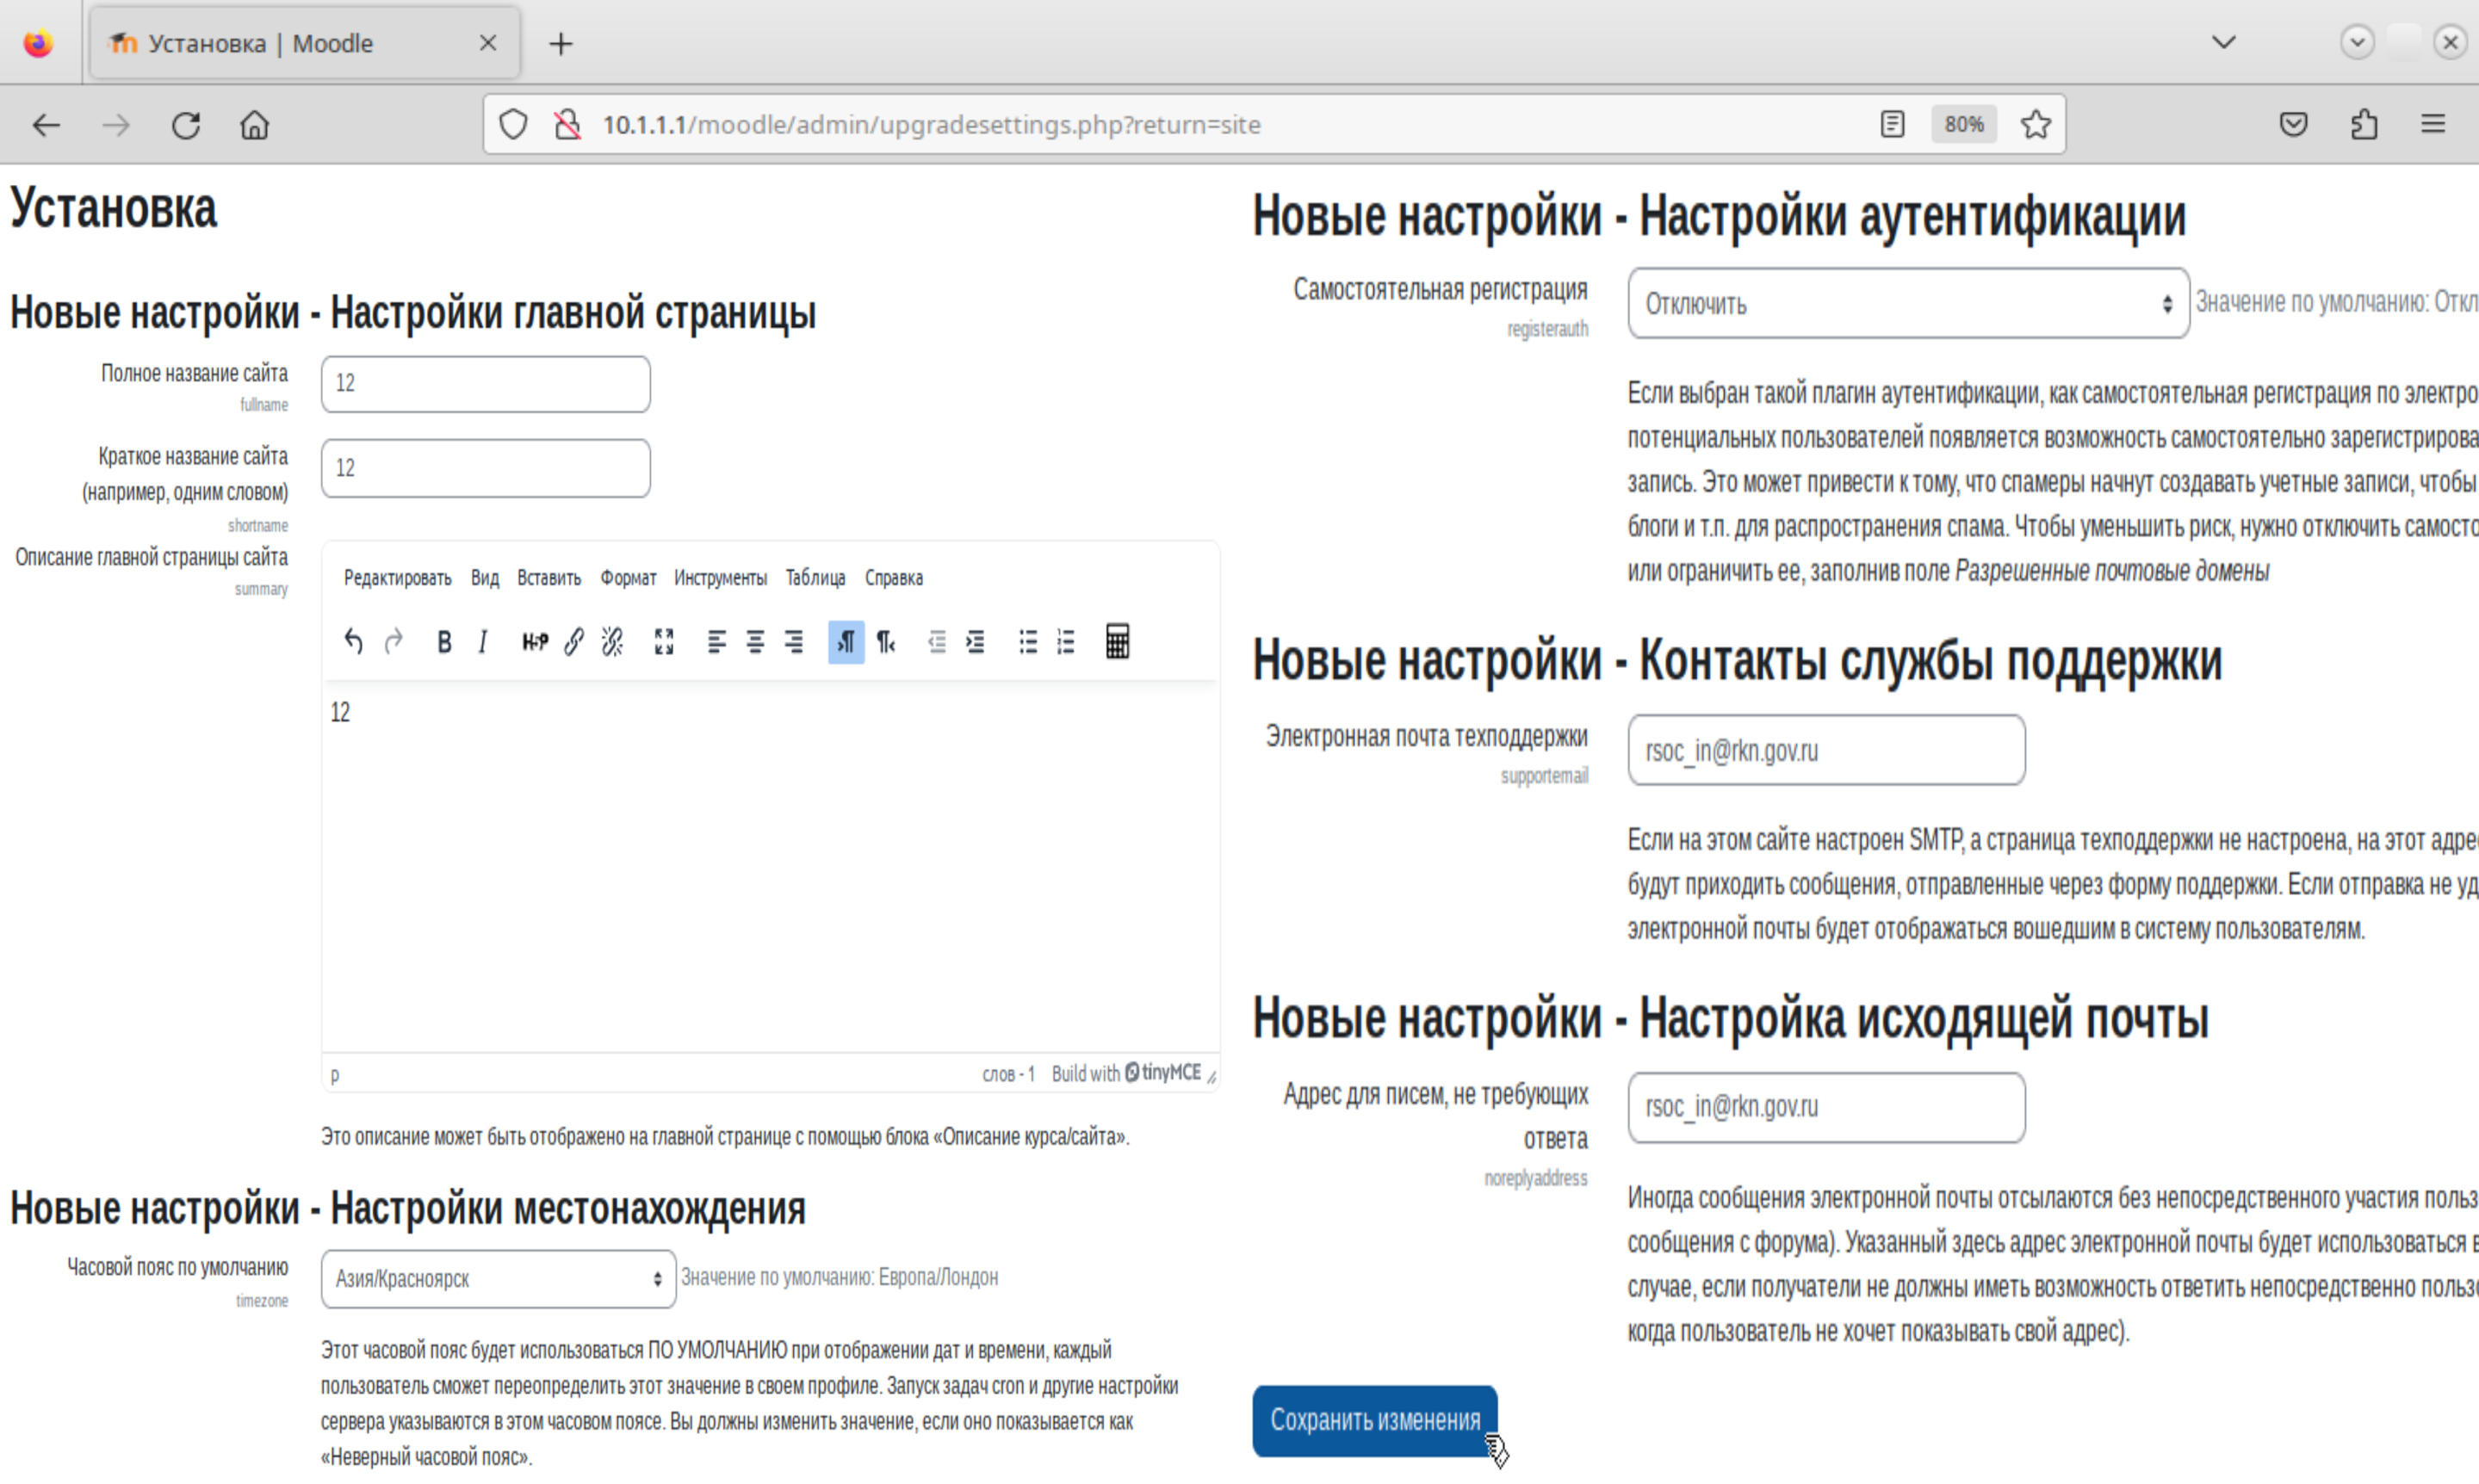 Установка | Moodle
10.1.1.1/moodle/admin/upgradesettings.php?return=site
80%
Установка
Новые настройки - Настройки главной страницы
Полное название сайта
fullname
12
Краткое название сайта
(например, одним словом)
shortname
12
Описание главной страницы сайта
summary
Редактировать Вид Вставить Формат Инструменты Таблица Справка
B I H-P
12
p
слов - 1 Build with tinyMCE
Это описание может быть отображено на главной странице с помощью блока «Описание курса/сайта».
Новые настройки - Настройки местонахождения
Часовой пояс по умолчанию
timezone
Азия/Красноярск
Значение по умолчанию: Европа/Лондон
Этот часовой пояс будет использоваться ПО УМОЛЧАНИЮ при отображении дат и времени, каждый
пользователь сможет переопределить этот значение в своем профиле. Запуск задач cron и другие настройки
сервера указываются в этом часовом поясе. Вы должны изменить значение, если оно показывается как
«Неверный часовой пояс».
Новые настройки - Настройки аутентификации
Самостоятельная регистрация
registerauth
Отключить
Значение по умолчанию: Откл
Если выбран такой плагин аутентификации, как самостоятельная регистрация по электро
потенциальных пользователей появляется возможность самостоятельно зарегистрирова
запись. Это может привести к тому, что спамеры начнут создавать учетные записи, чтобы
блоги и т.п. для распространения спама. Чтобы уменьшить риск, нужно отключить самосто
или ограничить ее, заполнив поле Разрешенные почтовые домены
Новые настройки - Контакты службы поддержки
Электронная почта техподдержки
supportemail
rsoc_in@rkn.gov.ru
Если на этом сайте настроен SMTP, а страница техподдержки не настроена, на этот адре
будут приходить сообщения, отправленные через форму поддержки. Если отправка не уд
электронной почты будет отображаться вошедшим в систему пользователям.
Новые настройки - Настройка исходящей почты
Адрес для писем, не требующих
ответа
noreplyaddress
rsoc_in@rkn.gov.ru
Иногда сообщения электронной почты отсылаются без непосредственного участия польз
сообщения с форума). Указанный здесь адрес электронной почты будет использоваться в
случае, если получатели не должны иметь возможность ответить непосредственно пользо
когда пользователь не хочет показывать свой адрес).
Сохранить изменения